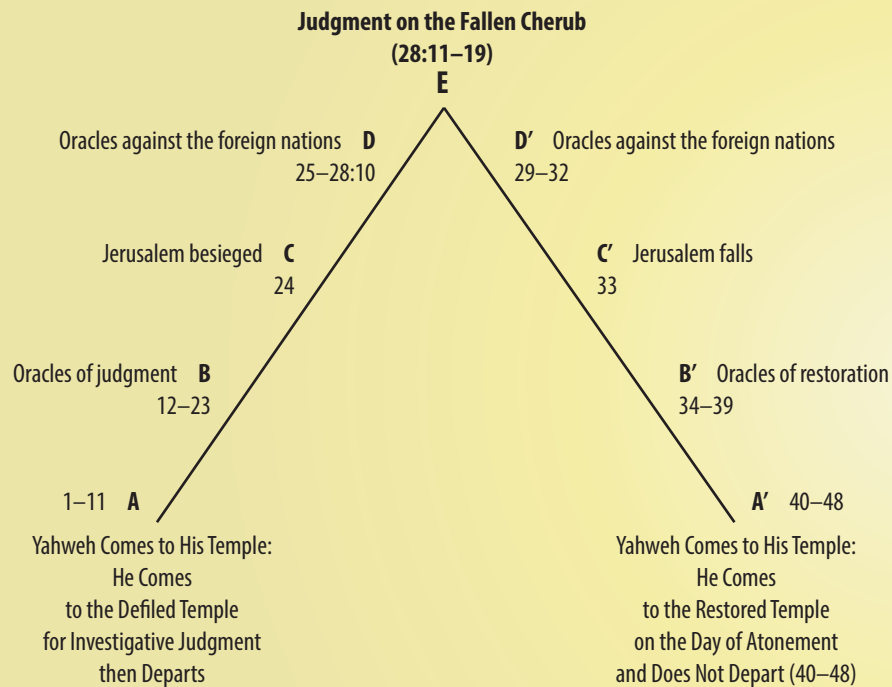 Judgment on the Fallen Cherub
(28:11–19)
E
Oracles against the foreign nations D
25–28:10
D′ Oracles against the foreign nations
29–32
Jerusalem besieged C
24
C′ Jerusalem falls
33
Oracles of judgment B
12–23
B′ Oracles of restoration
34–39
1–11 A
Yahweh Comes to His Temple:
He Comes
to the Defiled Temple
for Investigative Judgment
then Departs
A′ 40–48
Yahweh Comes to His Temple:
He Comes
to the Restored Temple
on the Day of Atonement
and Does Not Depart (40–48)